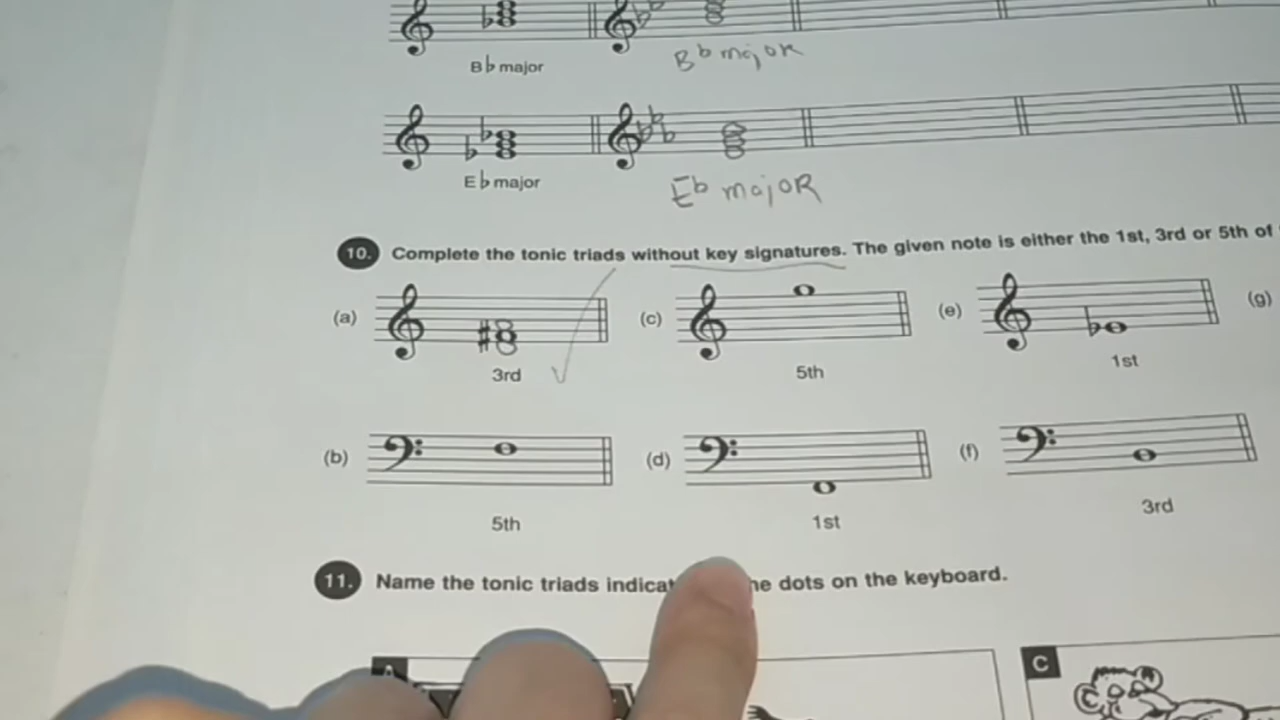 B♭ major
B♭ major
E♭ major
E♭ majoR
10. Complete the tonic triads without key signatures. The given note is either the 1st, 3rd or 5th of
(a) (c) (e) (g)
3rd 5th 1st
(b) (d) (f)
5th 1st 3rd
11. Name the tonic triads dots on the keyboard.
A C